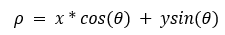 ρ = x * cos(θ) + ysin(θ)